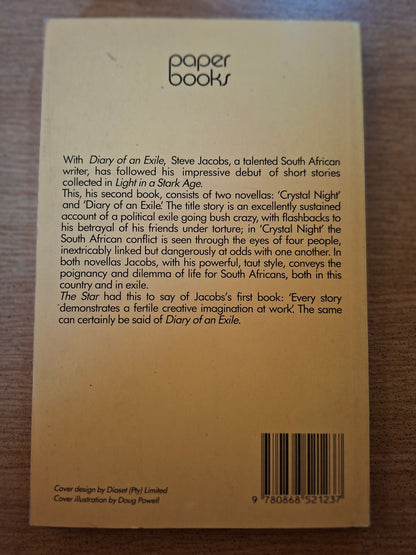 paper
books
With Diary of an Exile, Steve Jacobs, a talented South African
writer, has followed his impressive debut of short stories
collected in Light in a Stark Age.
This, his second book, consists of two novellas: 'Crystal Night'
and 'Diary of an Exile'. The title story is an excellently sustained
account of a political exile going bush crazy, with flashbacks to
his betrayal of his friends under torture; in 'Crystal Night' the
South African conflict is seen through the eyes of four people,
inextricably linked but dangerously at odds with one another. In
both novellas Jacobs, with his powerful, taut style, conveys the
poignancy and dilemma of life for South Africans, both in this
country and in exile.
The Star had this to say of Jacobs's first book: 'Every story
demonstrates a fertile creative imagination at work'. The same
can certainly be said of Diary of an Exile.
Cover design by Diaset (Pty) Limited
Cover illustration by Doug Powell
9 780868 521237